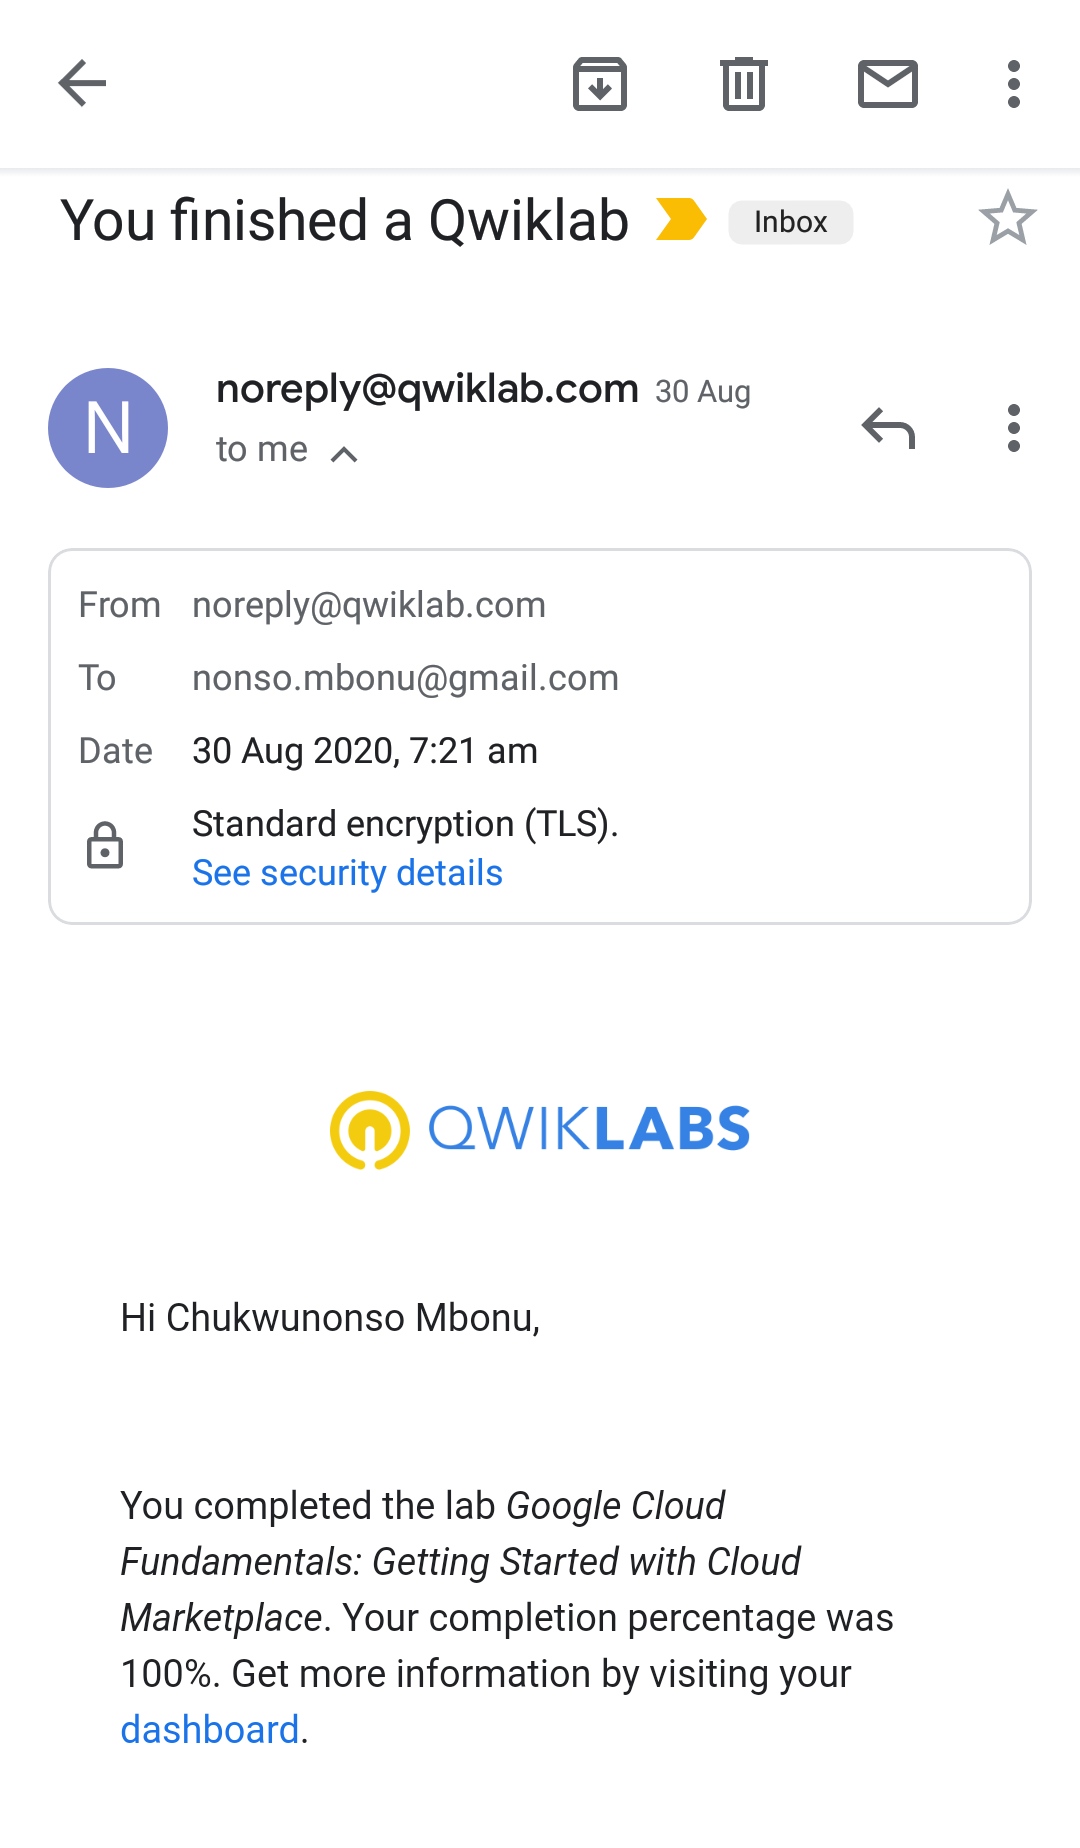 You finished a Qwiklab Inbox
N
noreply@qwiklab.com 30 Aug
to me
From noreply@qwiklab.com
To nonso.mbonu@gmail.com
Date 30 Aug 2020, 7:21 am
Standard encryption (TLS).
See security details
QWIKLABS
Hi Chukwunonso Mbonu,
You completed the lab Google Cloud
Fundamentals: Getting Started with Cloud
Marketplace. Your completion percentage was
100%. Get more information by visiting your
dashboard.